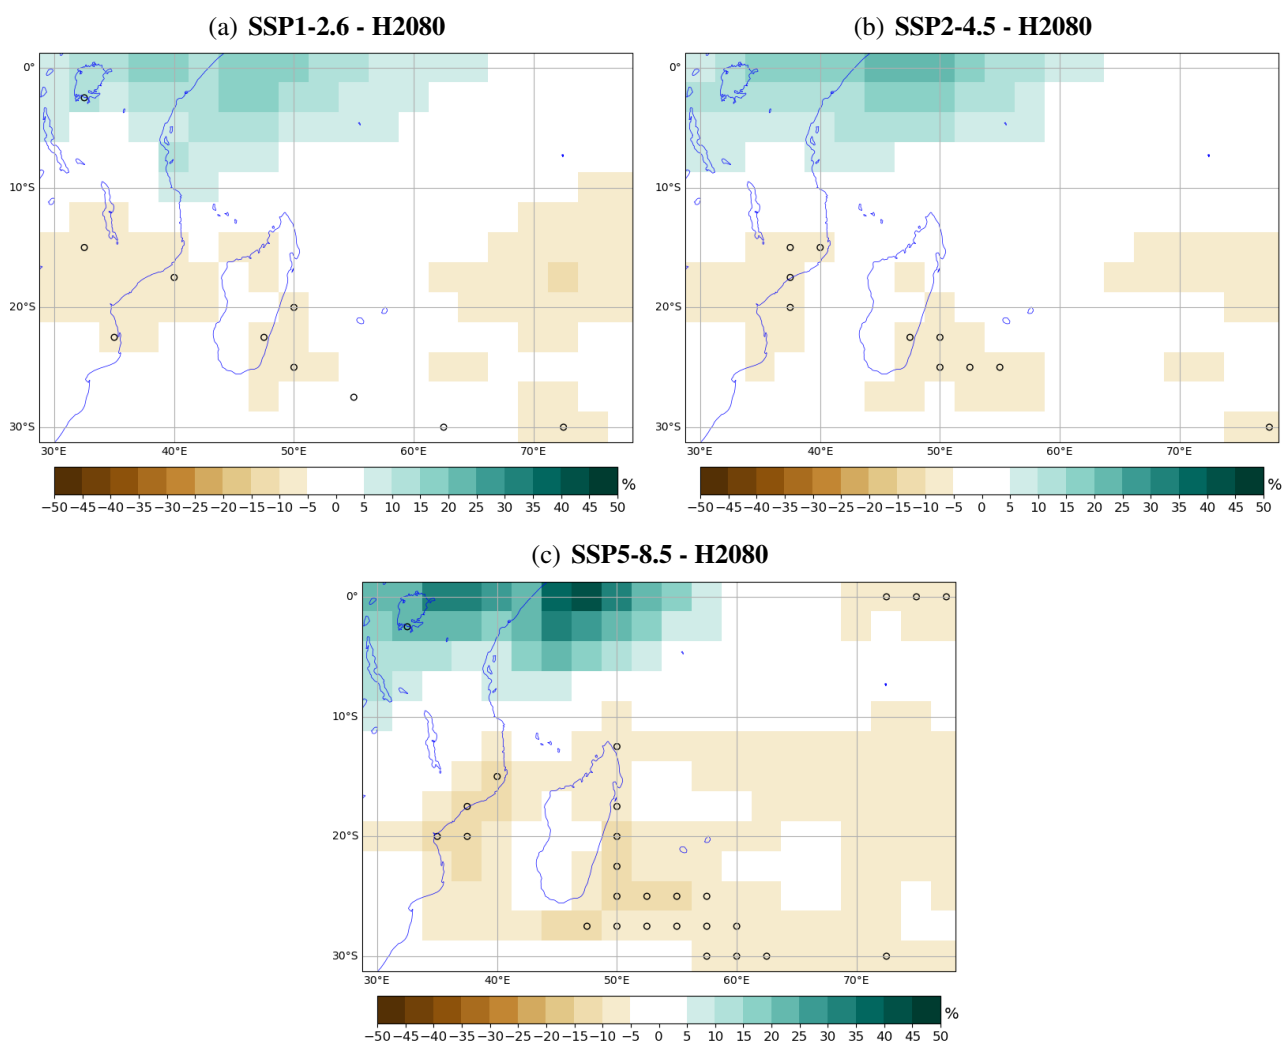 (a) SSP1-2.6 - H2080
(b) SSP2-4.5 - H2080
0°
10°S
20°S
30°S
30°E 40°E 50°E 60°E 70°E
−50 −45 −40 −35 −30 −25 −20 −15 −10 −5 0 5 10 15 20 25 30 35 40 45 50 %
0°
10°S
20°S
30°S
30°E 40°E 50°E 60°E 70°E
−50 −45 −40 −35 −30 −25 −20 −15 −10 −5 0 5 10 15 20 25 30 35 40 45 50 %
(c) SSP5-8.5 - H2080
0°
10°S
20°S
30°S
30°E 40°E 50°E 60°E 70°E
−50 −45 −40 −35 −30 −25 −20 −15 −10 −5 0 5 10 15 20 25 30 35 40 45 50 %